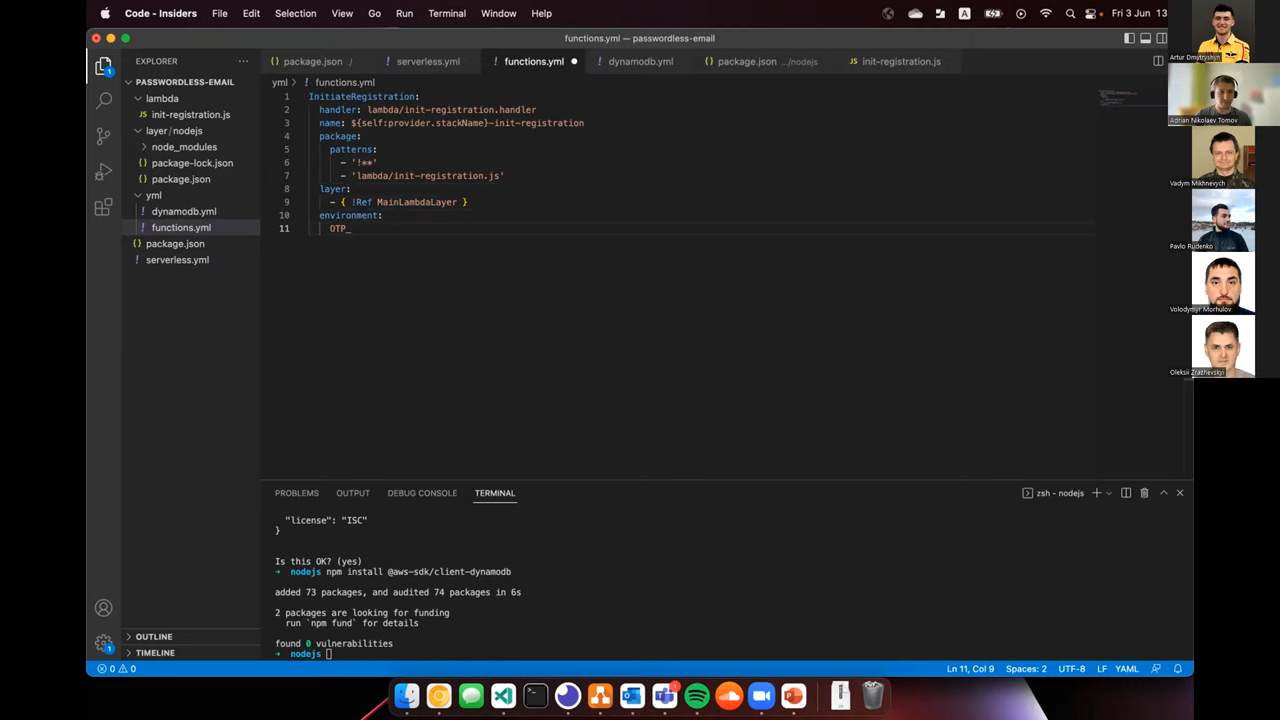 Code - Insiders File Edit Selection View Go Run Terminal Window Help A Fri 3 Jun 13
functions.yml — passwordless-email
EXPLORER ...
package.json ./ serverless.yml functions.yml dynamodb.yml package.json .../nodejs init-registration.js
PASSWORDLESS-EMAIL
lambda
init-registration.js
layer/nodejs
node_modules
package-lock.json
package.json
yml
dynamodb.yml
functions.yml
package.json
serverless.yml
OUTLINE
TIMELINE
yml > functions.yml
1 InitiateRegistration:
2 handler: lambda/init-registration.handler
3 name: ${self:provider.stackName}-init-registration
4 package:
5 patterns:
6 - '!**'
7 - 'lambda/init-registration.js'
8 layer:
9 - { !Ref MainLambdaLayer }
10 environment:
11 OTP_
PROBLEMS OUTPUT DEBUG CONSOLE TERMINAL zsh - nodejs
"license": "ISC"
}
Is this OK? (yes)
→ nodejs npm install @aws-sdk/client-dynamodb
added 73 packages, and audited 74 packages in 6s
2 packages are looking for funding
run `npm fund` for details
found 0 vulnerabilities
→ nodejs
0 0 Ln 11, Col 9 Spaces: 2 UTF-8 LF YAML
Artur Dmytryshyn
Adrian Nikolaev Tomov
Vadym Mikhnevych
Pavlo Rudenko
Volodymyr Morhulov
Oleksii Zrazhevskyi